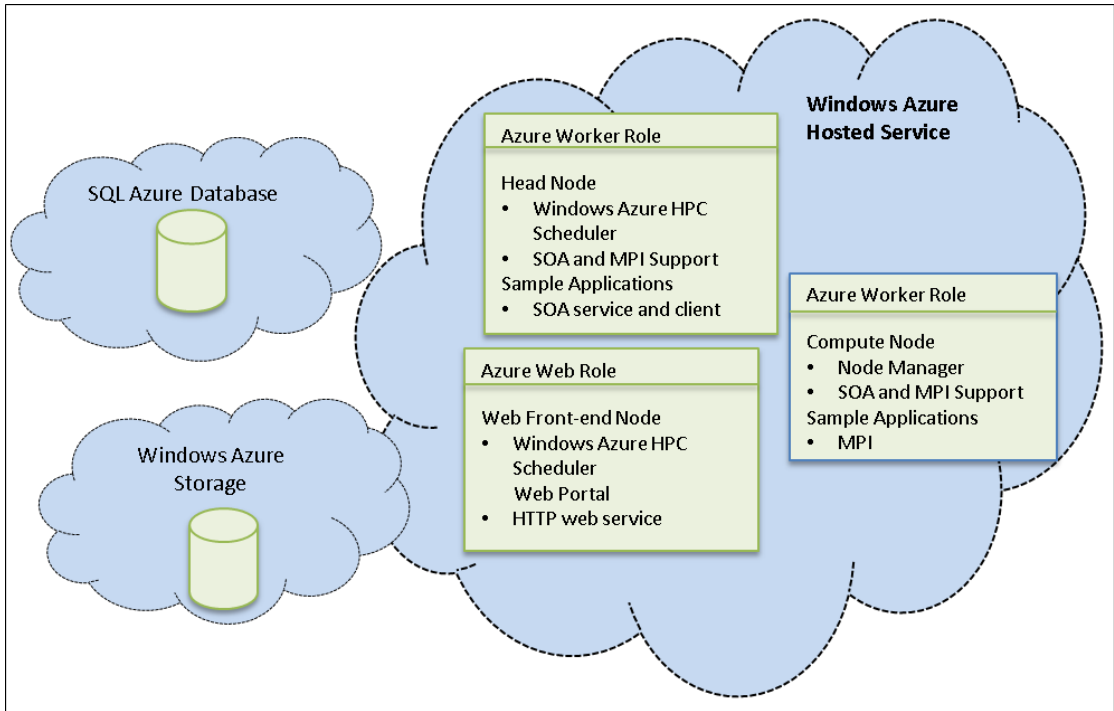 Windows Azure
Hosted Service
SQL Azure Database
Windows Azure
Storage
Azure Worker Role
Head Node
• Windows Azure HPC
Scheduler
• SOA and MPI Support
Sample Applications
• SOA service and client
Azure Web Role
Web Front-end Node
• Windows Azure HPC
Scheduler
Web Portal
• HTTP web service
Azure Worker Role
Compute Node
• Node Manager
• SOA and MPI Support
Sample Applications
• MPI